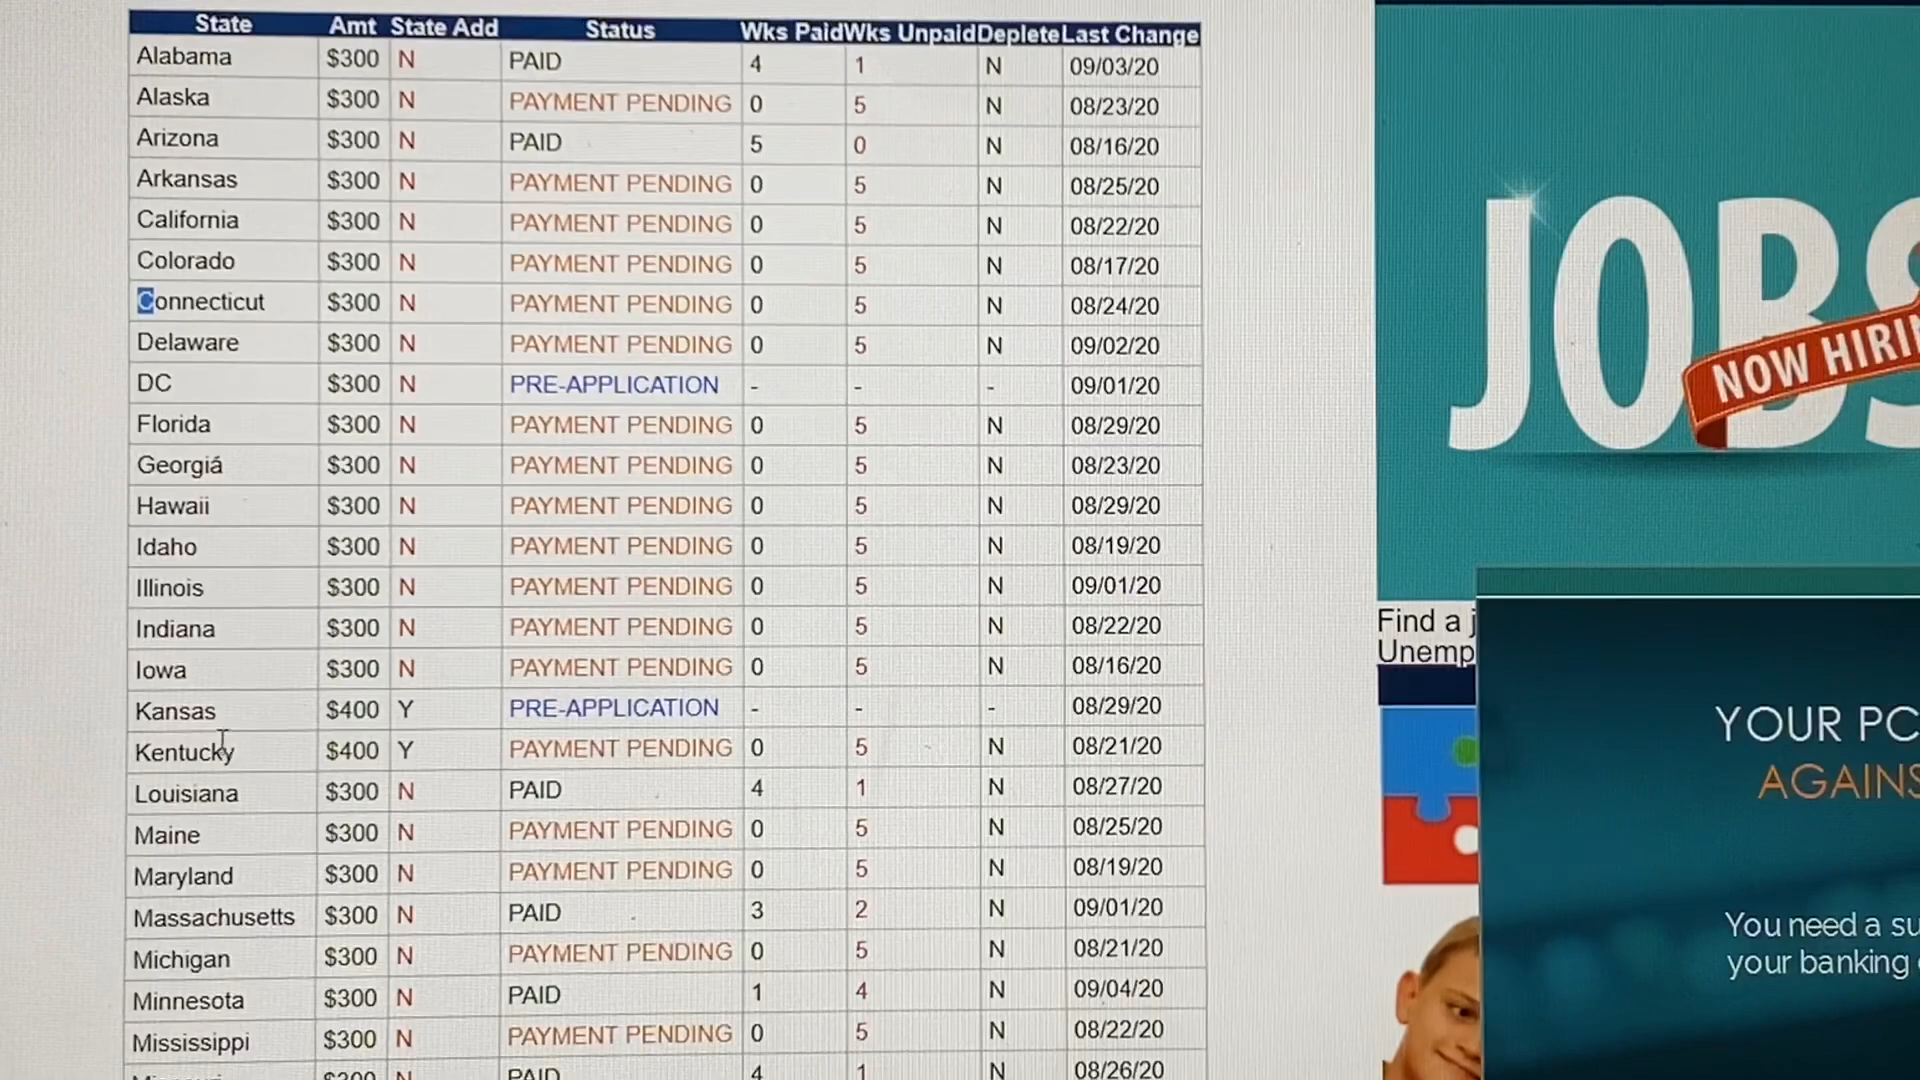 State Amt State Add Status Wks Paid Wks Unpaid Deplete Last Change
Alabama $300 N PAID 4 1 N 09/03/20
Alaska $300 N PAYMENT PENDING 0 5 N 08/23/20
Arizona $300 N PAID 5 0 N 08/16/20
Arkansas $300 N PAYMENT PENDING 0 5 N 08/25/20
California $300 N PAYMENT PENDING 0 5 N 08/22/20
Colorado $300 N PAYMENT PENDING 0 5 N 08/17/20
Connecticut $300 N PAYMENT PENDING 0 5 N 08/24/20
Delaware $300 N PAYMENT PENDING 0 5 N 09/02/20
DC $300 N PRE-APPLICATION - - - 09/01/20
Florida $300 N PAYMENT PENDING 0 5 N 08/29/20
Georgiá $300 N PAYMENT PENDING 0 5 N 08/23/20
Hawaii $300 N PAYMENT PENDING 0 5 N 08/29/20
Idaho $300 N PAYMENT PENDING 0 5 N 08/19/20
Illinois $300 N PAYMENT PENDING 0 5 N 09/01/20
Indiana $300 N PAYMENT PENDING 0 5 N 08/22/20
Iowa $300 N PAYMENT PENDING 0 5 N 08/16/20
Kansas $400 Y PRE-APPLICATION - - - 08/29/20
Kentucky $400 Y PAYMENT PENDING 0 5 N 08/21/20
Louisiana $300 N PAID 4 1 N 08/27/20
Maine $300 N PAYMENT PENDING 0 5 N 08/25/20
Maryland $300 N PAYMENT PENDING 0 5 N 08/19/20
Massachusetts $300 N PAID 3 2 N 09/01/20
Michigan $300 N PAYMENT PENDING 0 5 N 08/21/20
Minnesota $300 N PAID 1 4 N 09/04/20
Mississippi $300 N PAYMENT PENDING 0 5 N 08/22/20
$300 N PAID 4 1 N 08/26/20
JOBS
NOW HIRIN
Find a j
Unemp
YOUR PC
AGAINS
You need a su
your banking